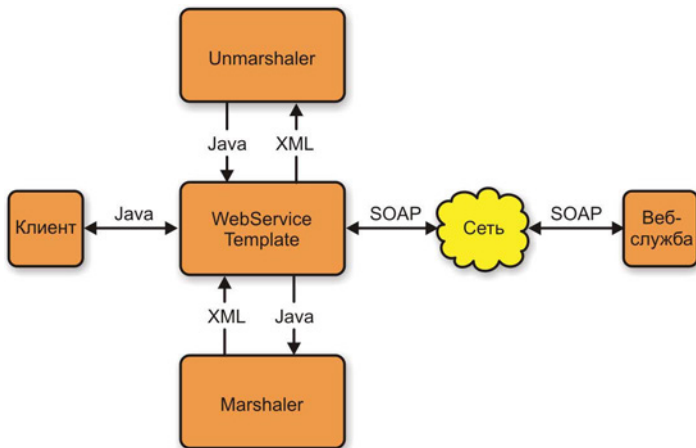 Unmarshaler
Java
XML
Клиент
Java
WebService
Template
SOAP
Сеть
SOAP
Веб-
служба
XML
Java
Marshaler